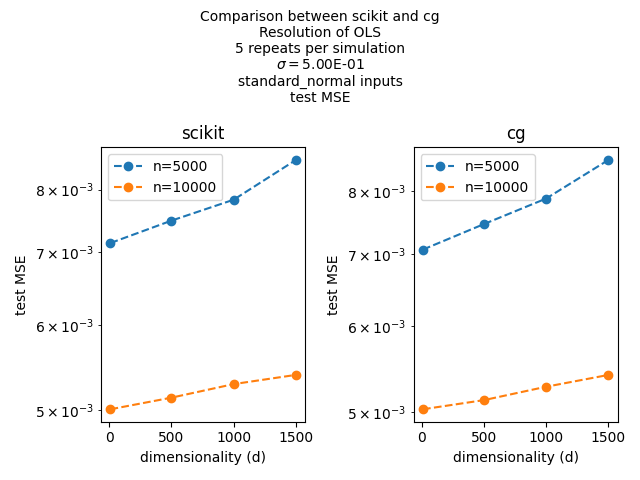 Comparison between scikit and cg
Resolution of OLS
5 repeats per simulation
σ = 5.00E-01
standard_normal inputs
test MSE
scikit
n=5000
n=10000
8 × 10⁻³
7 × 10⁻³
6 × 10⁻³
5 × 10⁻³
test MSE
0
500
1000
1500
dimensionality (d)
cg
n=5000
n=10000
8 × 10⁻³
7 × 10⁻³
6 × 10⁻³
5 × 10⁻³
test MSE
0
500
1000
1500
dimensionality (d)